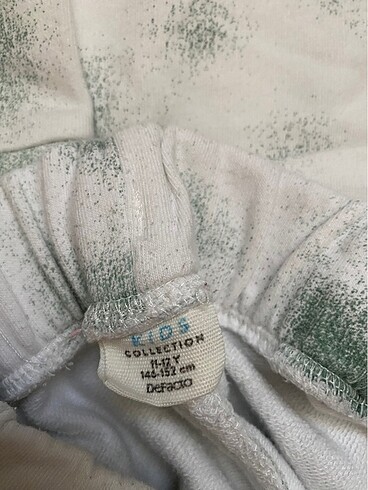 KIDS
COLLECTION
11-12 Y
146-152 cm
DeFacto